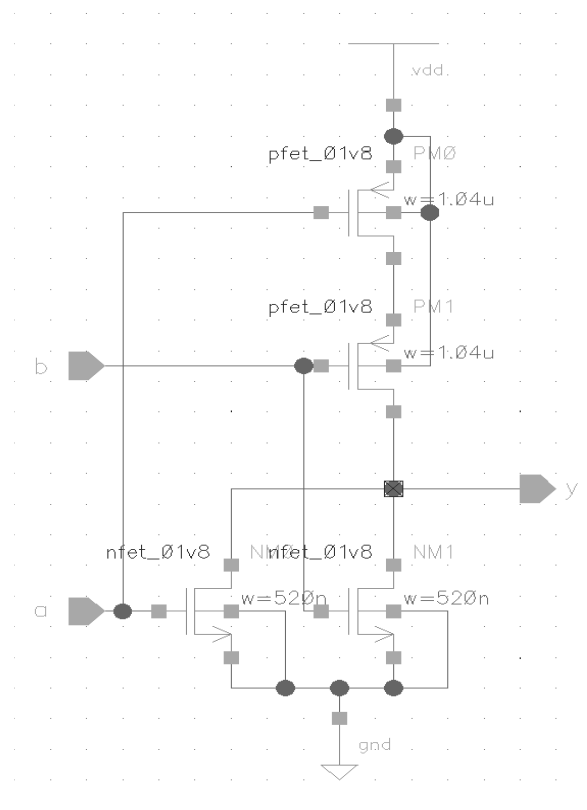 vdd
pfet_01v8 PM0
w=1.04u
pfet_01v8 PM1
w=1.04u
b
y
nfet_01v8
nfet_01v8 NM1
w=520n
w=520n
a
gnd